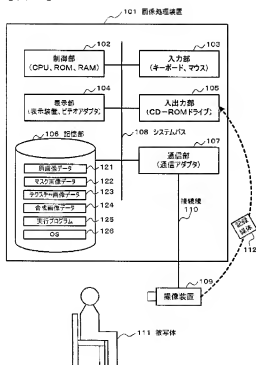 101 画像処理装置
102
制御部
(CPU、ROM、RAM)
103
入力部
(キーボード、マウス)
104
表示部
(表示装置、ビデオアダプタ)
105
入出力部
(CD-ROMドライブ)
106 記憶部
108 システムバス
107
通信部
(通信アダプタ)
原画像データ 121
マスク画像データ 122
テクスチャ画像データ 123
合成画像データ 124
実行プログラム 125
OS 126
接続線
110
記録
媒体
112
109
撮像装置
111 被写体